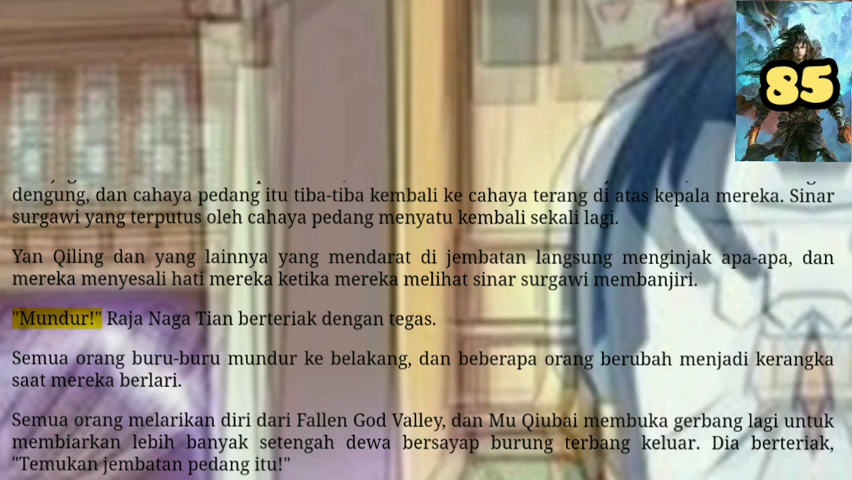 85
dengung, dan cahaya pedang itu tiba-tiba kembali ke cahaya terang di atas kepala mereka. Sinar
surgawi yang terputus oleh cahaya pedang menyatu kembali sekali lagi.
Yan Qiling dan yang lainnya yang mendarat di jembatan langsung menginjak apa-apa, dan
mereka menyesali hati mereka ketika mereka melihat sinar surgawi membanjiri.
"Mundur!" Raja Naga Tian berteriak dengan tegas.
Semua orang buru-buru mundur ke belakang, dan beberapa orang berubah menjadi kerangka
saat mereka berlari.
Semua orang melarikan diri dari Fallen God Valley, dan Mu Qiubai membuka gerbang lagi untuk
membiarkan lebih banyak setengah dewa bersayap burung terbang keluar. Dia berteriak,
"Temukan jembatan pedang itu!"